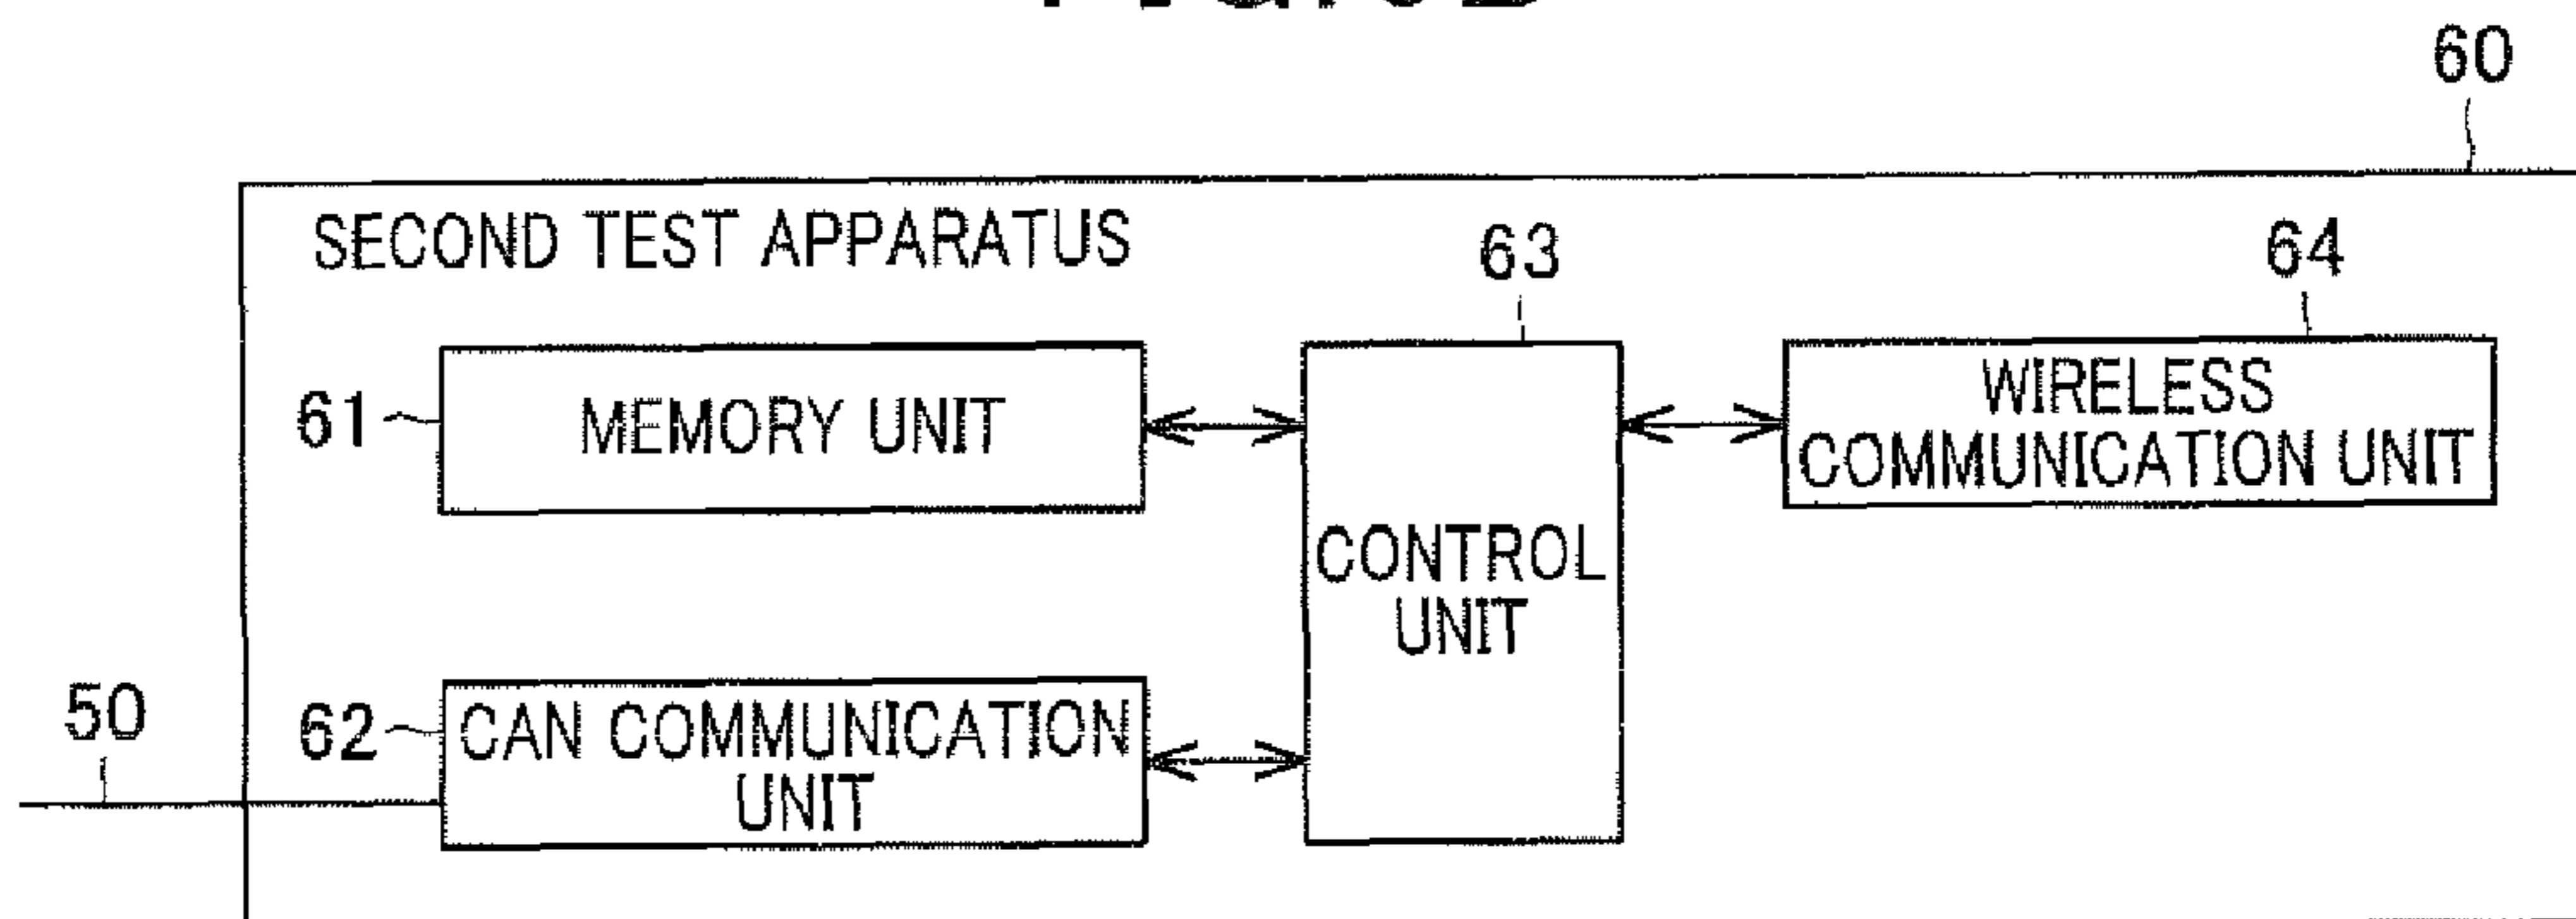 60
SECOND TEST APPARATUS
63
64
61
MEMORY UNIT
WIRELESS
COMMUNICATION UNIT
CONTROL
UNIT
50
62
CAN COMMUNICATION
UNIT